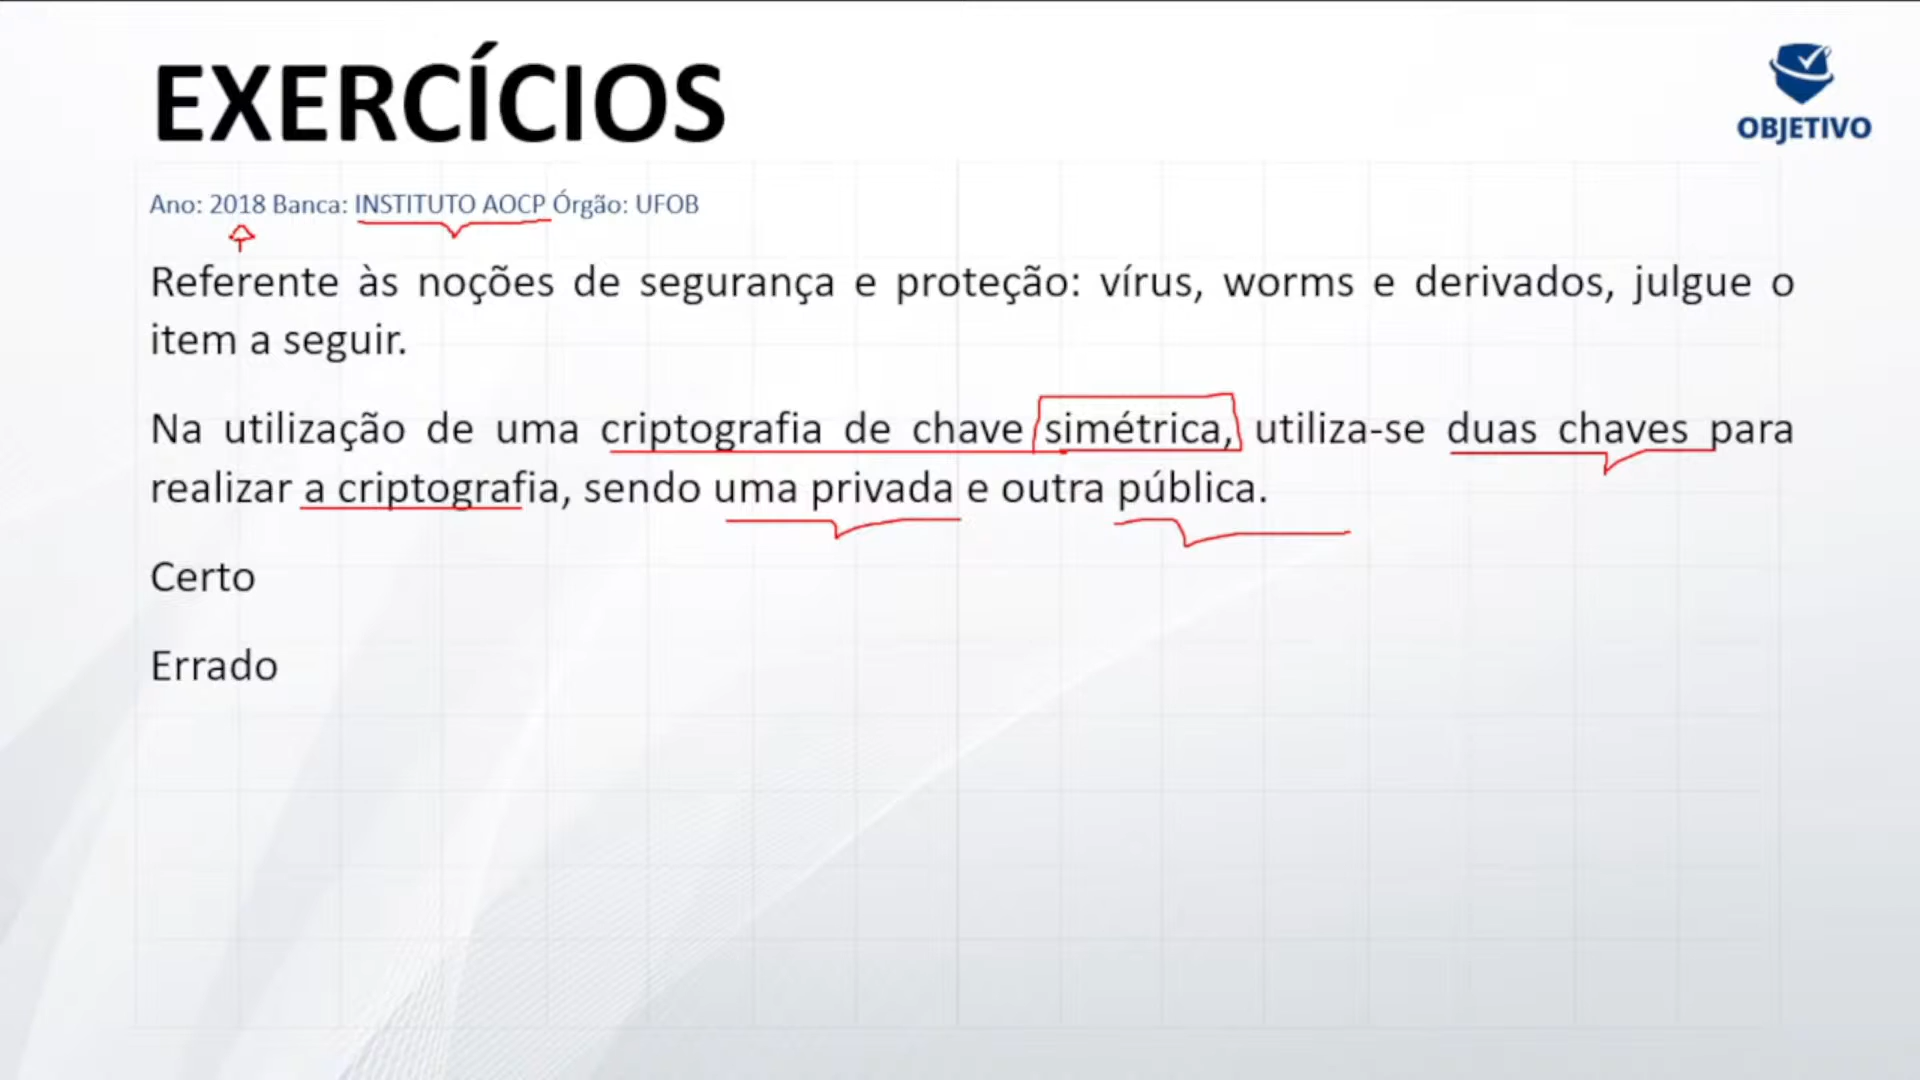 EXERCÍCIOS
OBJETIVO
Ano: 2018 Banca: INSTITUTO AOCP Órgão: UFOB
Referente às noções de segurança e proteção: vírus, worms e derivados, julgue o
item a seguir.
Na utilização de uma criptografia de chave simétrica, utiliza-se duas chaves para
realizar a criptografia, sendo uma privada e outra pública.
Certo
Errado